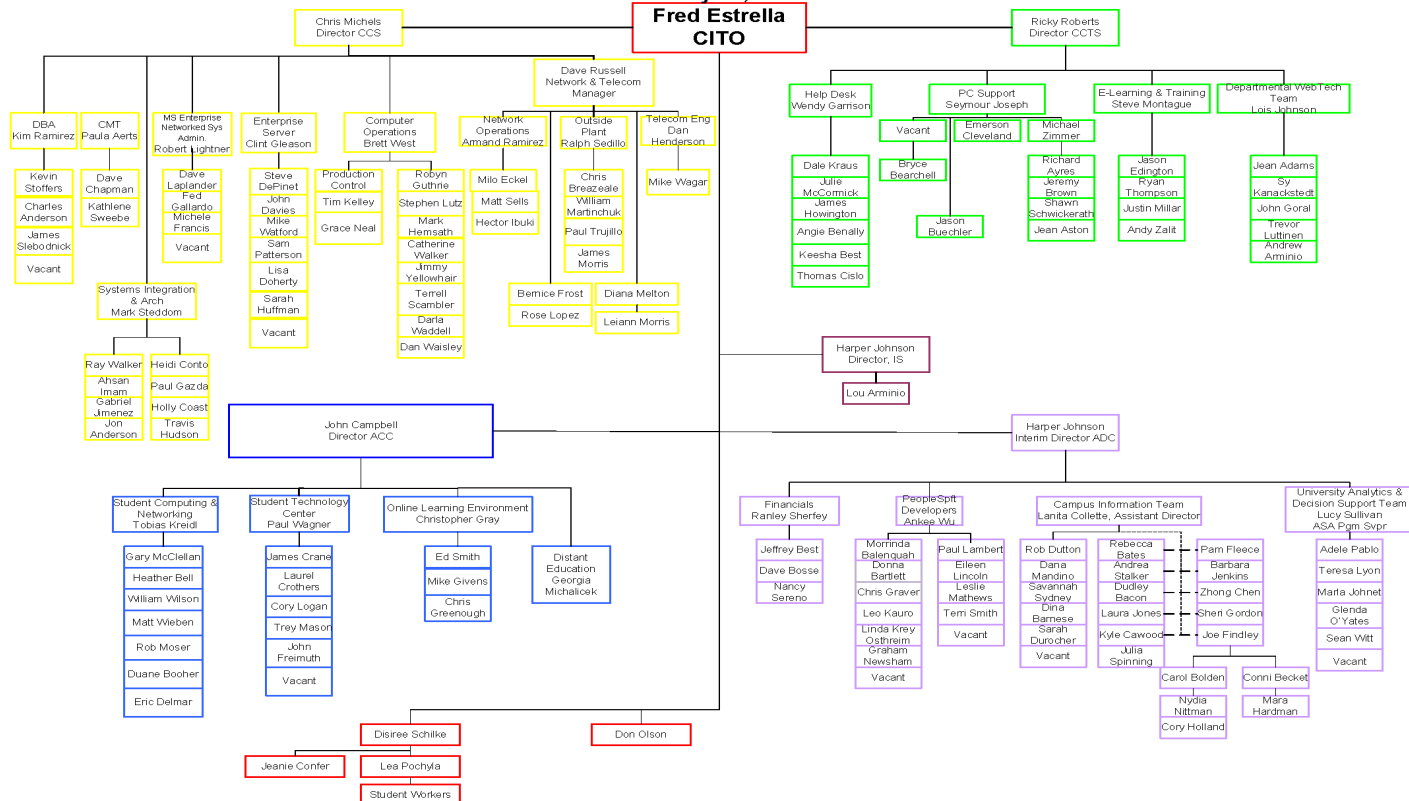 Fred Estrella
CITO
Chris Michels
Director CCS
Ricky Roberts
Director CCTS
Dave Russell
Network & Telecom
Manager
DBA
Kim Ramirez
CMT
Paula Aerts
MS Enterprise
Networked Sys
Admin.
Robert Lightner
Enterprise
Server
Clint Gleason
Computer
Operations
Brett West
Network
Operations
Armand Ramirez
Outside
Plant
Ralph Sedillo
Telecom Eng
Dan
Henderson
Kevin
Stoffers
Charles
Anderson
James
Slebodnick
Vacant
Dave
Chapman
Kathlene
Sweebe
Dave
Laplander
Fed
Gallardo
Michele
Francis
Vacant
Steve
DePinet
John
Davies
Mike
Watford
Sam
Patterson
Lisa
Doherty
Sarah
Huffman
Vacant
Production
Control
Tim Kelley
Grace Neal
Robyn
Guthrie
Stephen Lutz
Mark
Hemsath
Catherine
Walker
Jimmy
Yellowhair
Terrell
Scambler
Darla
Waddell
Dan Waisley
Milo Eckel
Matt Sells
Hector Ibuki
Chris
Breazeale
William
Martinchuk
Paul Trujillo
James
Morris
Mike Wagar
Bernice Frost
Rose Lopez
Diana Melton
Leiann Morris
Systems Integration
& Arch
Mark Steddom
Ray Walker
Ahsan
Imam
Gabriel
Jimenez
Jon
Anderson
Heidi Conto
Paul Gazda
Holly Coast
Travis
Hudson
Help Desk
Wendy Garrison
PC Support
Seymour Joseph
E-Learning & Training
Steve Montague
Departmental WebTech
Team
Lois Johnson
Dale Kraus
Julie
McCormick
James
Howington
Angie Benally
Keesha Best
Thomas Cislo
Vacant
Bryce
Bearchell
Emerson
Cleveland
Jason
Buechler
Michael
Zimmer
Richard
Ayres
Jeremy
Brown
Shawn
Schwickerath
Jean Aston
Jason
Edington
Ryan
Thompson
Justin Millar
Andy Zalit
Jean Adams
Sy
Kanackstedt
John Goral
Trevor
Luttinen
Andrew
Arminio
Harper Johnson
Director, IS
Lou Arminio
John Campbell
Director ACC
Harper Johnson
Interim Director ADC
Student Computing &
Networking
Tobias Kreidl
Student Technology
Center
Paul Wagner
Online Learning Environment
Christopher Gray
Distant
Education
Georgia
Michalicek
Gary McClellan
Heather Bell
William Wilson
Matt Wieben
Rob Moser
Duane Booher
Eric Delmar
James Crane
Laurel
Crothers
Cory Logan
Trey Mason
John
Freimuth
Vacant
Ed Smith
Mike Givens
Chris
Greenough
Financials
Ranley Sherfey
PeopleSpft
Developers
Ankee Wu
Campus Information Team
Lanita Collette, Assistant Director
University Analytics &
Decision Support Team
Lucy Sullivan
ASA Pgm Svpr
Jeffrey Best
Dave Bosse
Nancy
Sereno
Morrinda
Balenquah
Donna
Bartlett
Chris Graver
Leo Kauro
Linda Krey
Ostheim
Graham
Newsham
Vacant
Paul Lambert
Eileen
Lincoln
Leslie
Mathews
Terri Smith
Vacant
Rob Dutton
Dana
Mandino
Savannah
Sydney
Dina
Barnese
Sarah
Durocher
Vacant
Rebecca
Bates
Andrea
Stalker
Dudley
Bacon
Laura Jones
Kyle Cawood
Julia
Spinning
Pam Fleece
Barbara
Jenkins
Zhong Chen
Sheri Gordon
Joe Findley
Carol Bolden
Nydia
Nittman
Cory Holland
Conni Becket
Mara
Hardman
Adele Pablo
Teresa Lyon
Marla Johnet
Glenda
O'Yates
Sean Witt
Vacant
Disiree Schilke
Don Olson
Jeanie Confer
Lea Pochyla
Student Workers